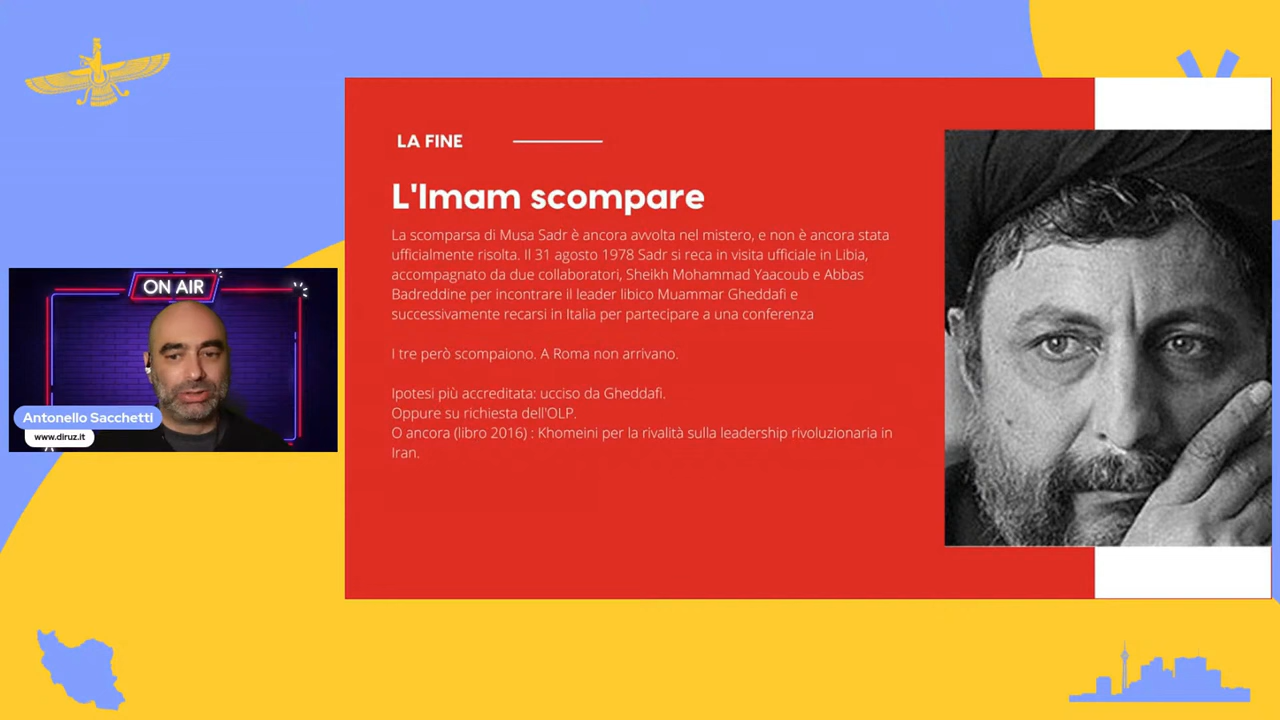 LA FINE
L'Imam scompare
La scomparsa di Musa Sadr è ancora avvolta nel mistero, e non è ancora stata
ufficialmente risolta. Il 31 agosto 1978 Sadr si reca in visita ufficiale in Libia,
accompagnato da due collaboratori, Sheikh Mohammad Yaacoub e Abbas
Badreddine per incontrare il leader libico Muammar Gheddafi e
successivamente recarsi in Italia per partecipare a una conferenza
I tre però scompaiono. A Roma non arrivano.
Ipotesi più accreditata: ucciso da Gheddafi.
Oppure su richiesta dell'OLP.
O ancora (libro 2016) : Khomeini per la rivalità sulla leadership rivoluzionaria in
Iran.
ON AIR
Antonello Sacchetti
www.diruz.it